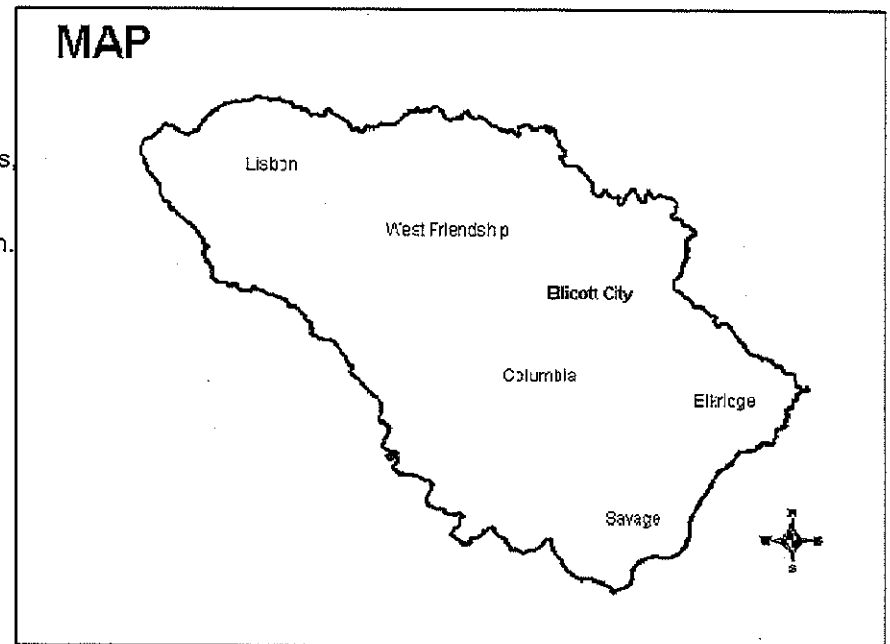 MAP
s,
Lisbon
n.
West Friendship
Ellicott City
Columbia
Elkridge
Savage
N
W E
S